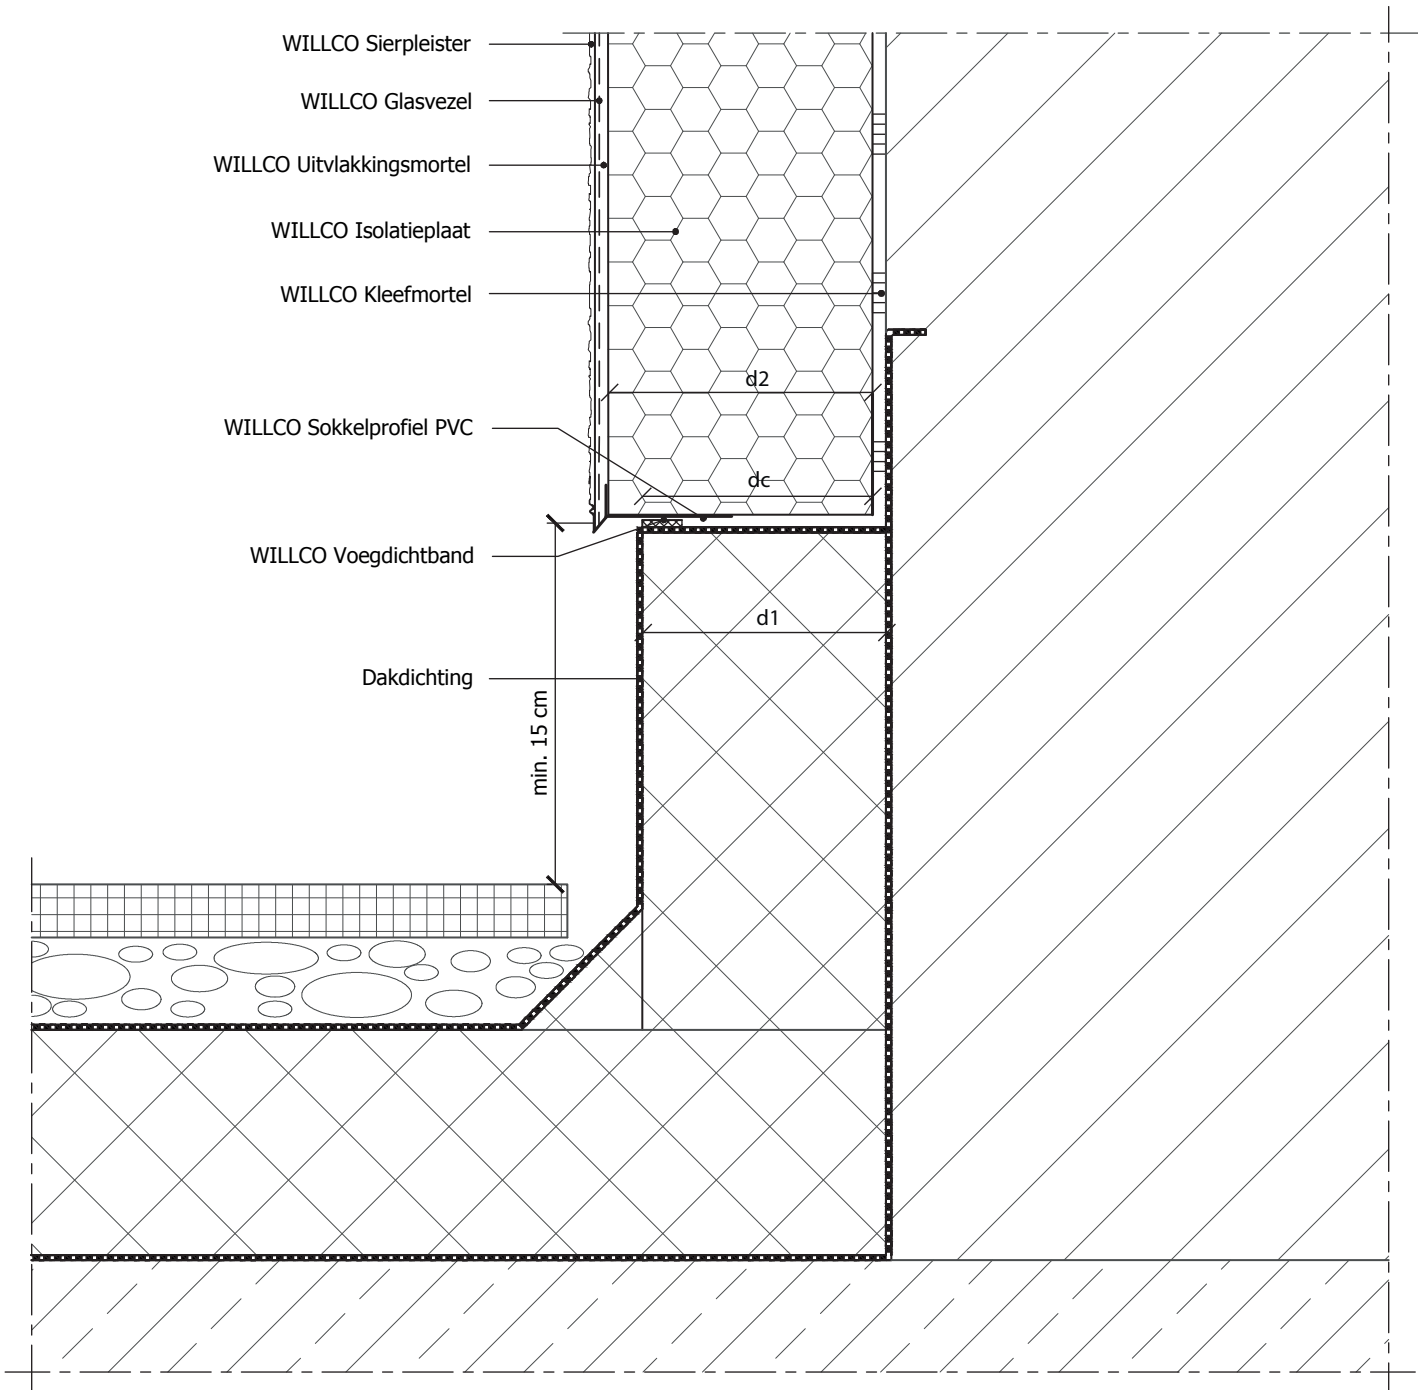 WILLCO Sierpleister
WILLCO Glasvezel
WILLCO Uitvlakkingsmortel
WILLCO Isolatieplaat
WILLCO Kleefmortel
d2
WILLCO Sokkelprofiel PVC
dc
WILLCO Voegdichtband
d1
Dakdichting
min. 15 cm